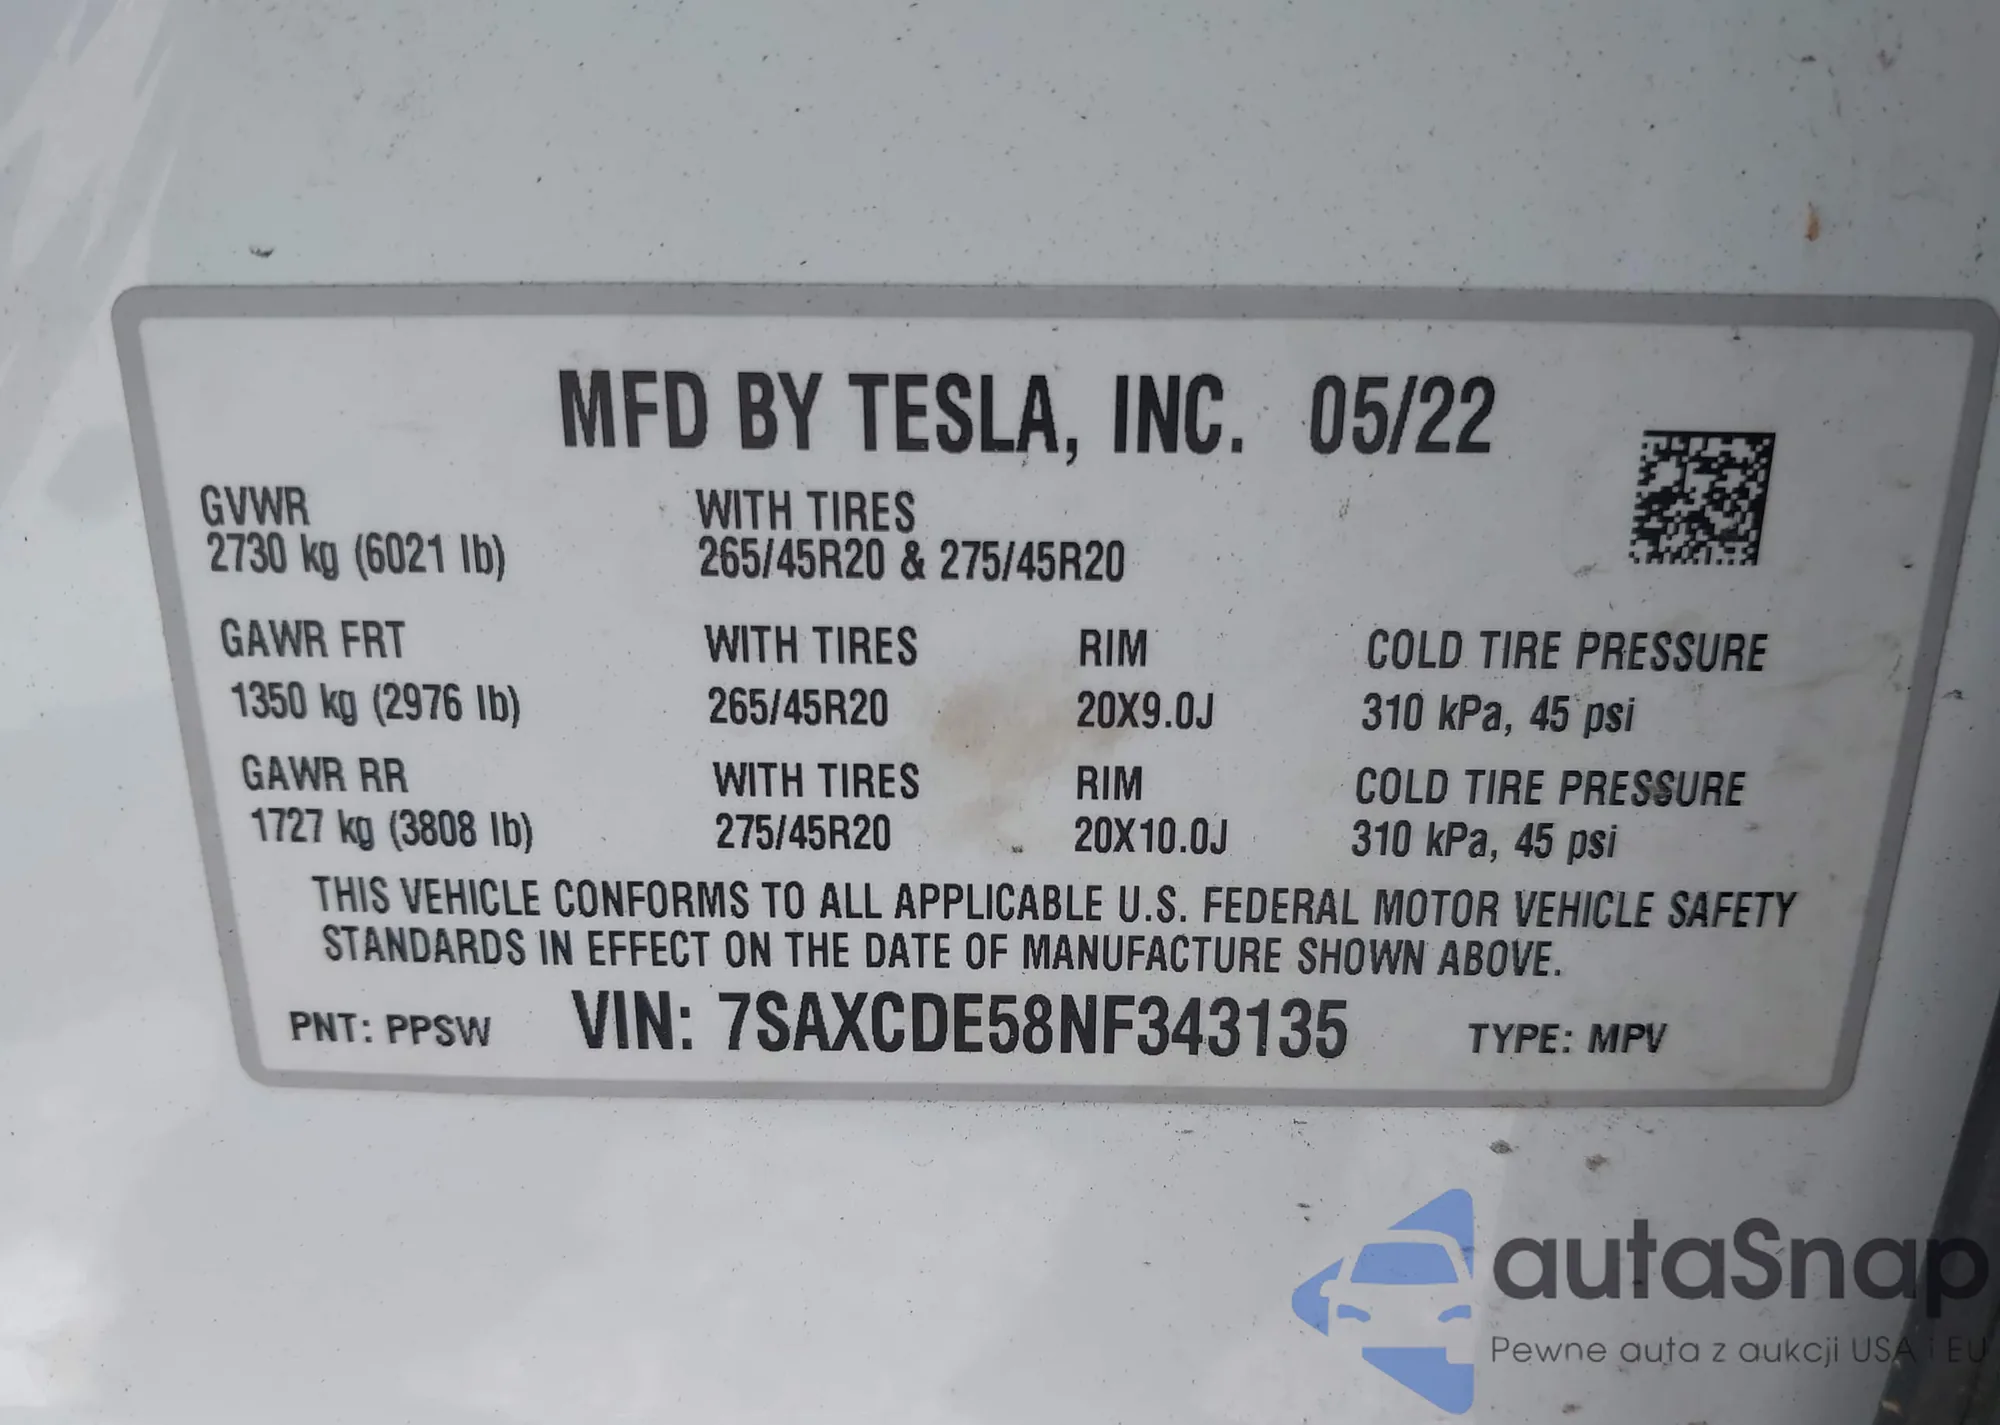 MFD BY TESLA, INC. 05/22
GVWR WITH TIRES
2730 kg (6021 lb) 265/45R20 & 275/45R20
GAWR FRT WITH TIRES RIM COLD TIRE PRESSURE
1350 kg (2976 lb) 265/45R20 20X9.0J 310 kPa, 45 psi
GAWR RR WITH TIRES RIM COLD TIRE PRESSURE
1727 kg (3808 lb) 275/45R20 20X10.0J 310 kPa, 45 psi
THIS VEHICLE CONFORMS TO ALL APPLICABLE U.S. FEDERAL MOTOR VEHICLE SAFETY
STANDARDS IN EFFECT ON THE DATE OF MANUFACTURE SHOWN ABOVE.
PNT: PPSW VIN: 7SAXCDE58NF343135 TYPE: MPV
autaSnap
Pewne auta z aukcji USA i EU